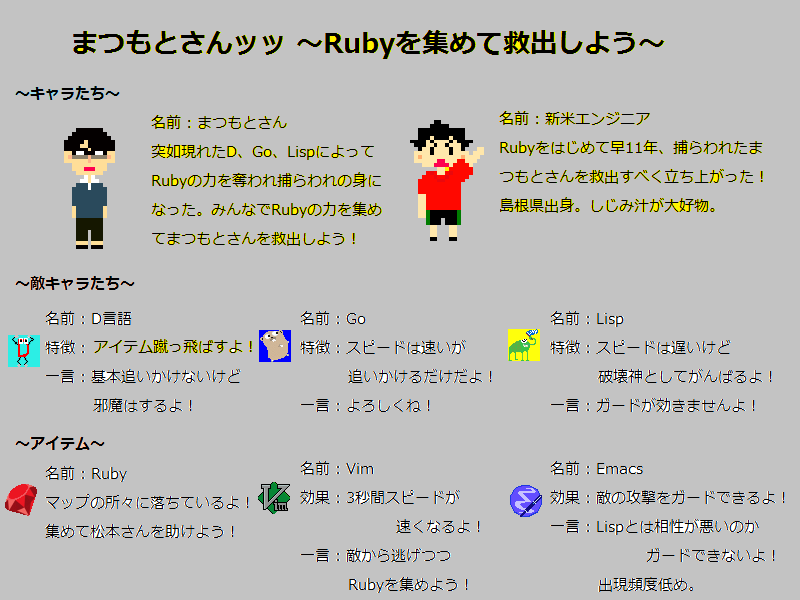 まつもとさんッッ ～Rubyを集めて救出しよう～
～キャラたち～
名前：まつもとさん
突如現れたD、Go、Lispによって
Rubyの力を奪われ捕らわれの身に
なった。みんなでRubyの力を集め
てまつもとさんを救出しよう！
名前：新米エンジニア
Rubyをはじめて早11年、捕らわれたま
つもとさんを救出すべく立ち上がった！
島根県出身。しじみ汁が大好物。
～敵キャラたち～
名前：D言語
特徴：アイテム蹴っ飛ばすよ！
一言：基本追いかけないけど
邪魔はするよ！
名前：Go
特徴：スピードは速いが
追いかけるだけだよ！
一言：よろしくね！
名前：Lisp
特徴：スピードは遅いけど
破壊神としてがんばるよ！
一言：ガードが効きませんよ！
～アイテム～
名前：Ruby
マップの所々に落ちているよ！
集めて松本さんを助けよう！
名前：Vim
効果：3秒間スピードが
速くなるよ！
一言：敵から逃げつつ
Rubyを集めよう！
名前：Emacs
効果：敵の攻撃をガードできるよ！
一言：Lispとは相性が悪いのか
ガードできないよ！
出現頻度低め。